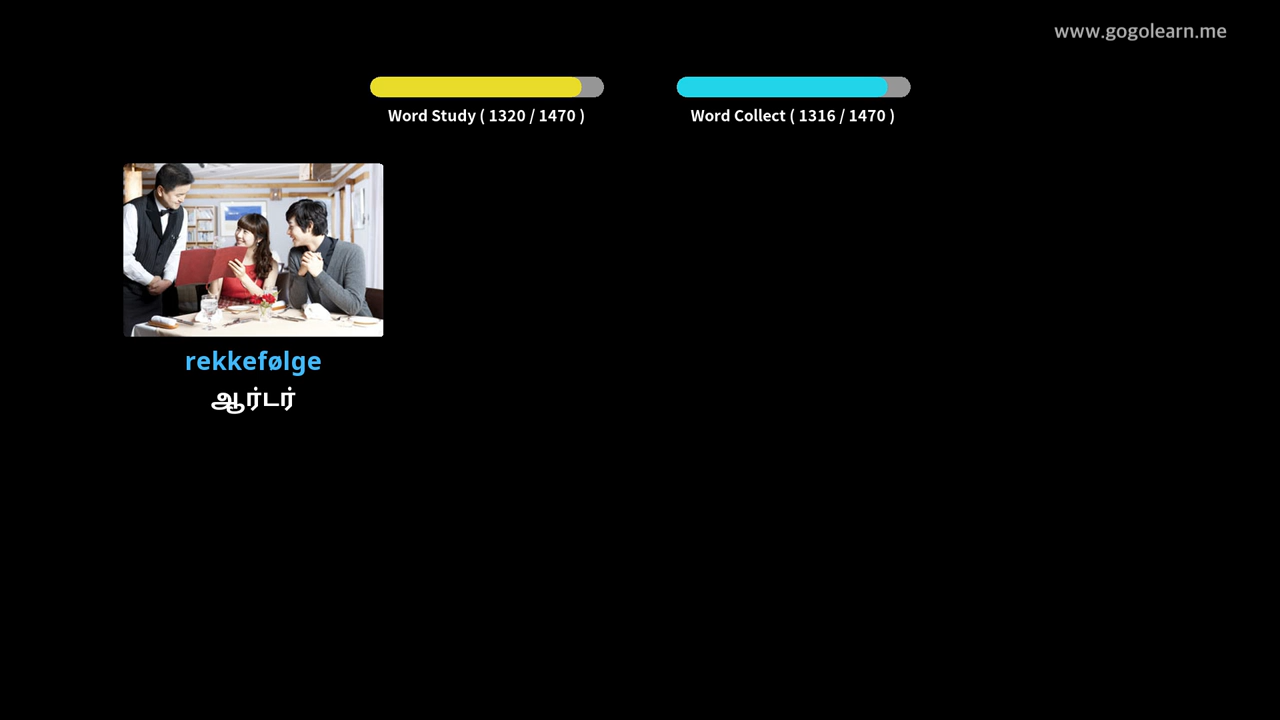 www.gogolearn.me
Word Study ( 1320 / 1470 )
Word Collect ( 1316 / 1470 )
rekkefølge
ஆர்டர்